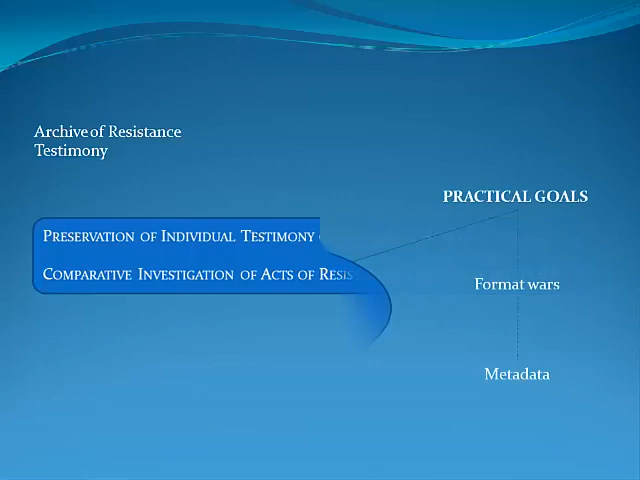 Archive of Resistance
Testimony
PRACTICAL GOALS
PRESERVATION OF INDIVIDUAL TESTIMONY
COMPARATIVE INVESTIGATION OF ACTS OF
Format wars
Metadata